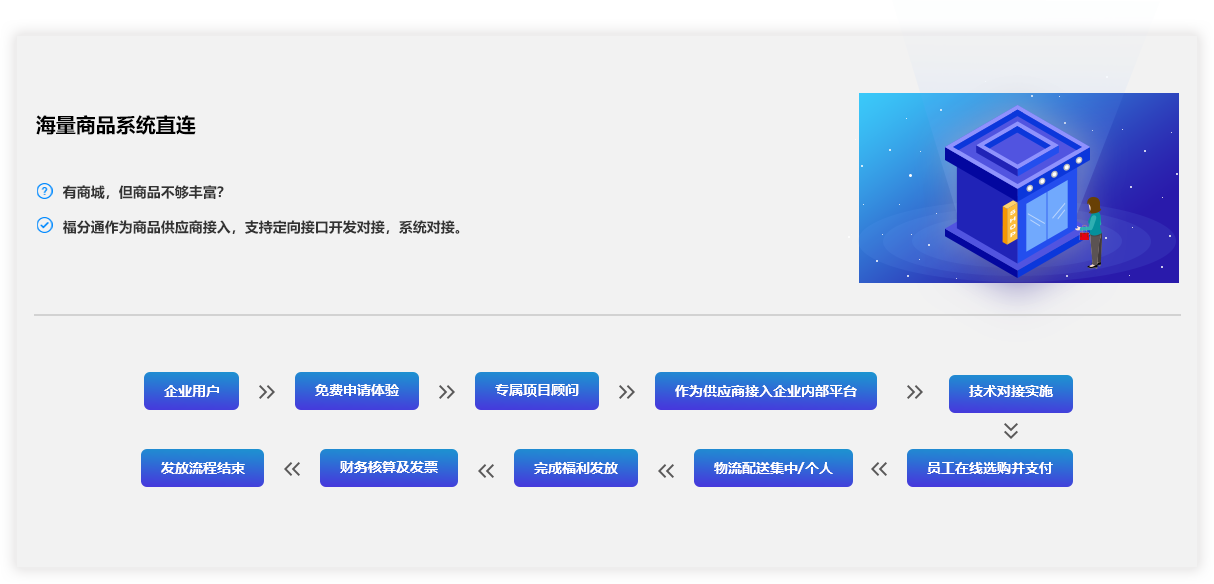 海量商品系统直连
有商城，但商品不够丰富？
福分通作为商品供应商接入，支持定向接口开发对接，系统对接。
SHOP
企业用户
免费申请体验
专属项目顾问
作为供应商接入企业内部平台
技术对接实施
员工在线选购并支付
物流配送集中/个人
完成福利发放
财务核算及发票
发放流程结束